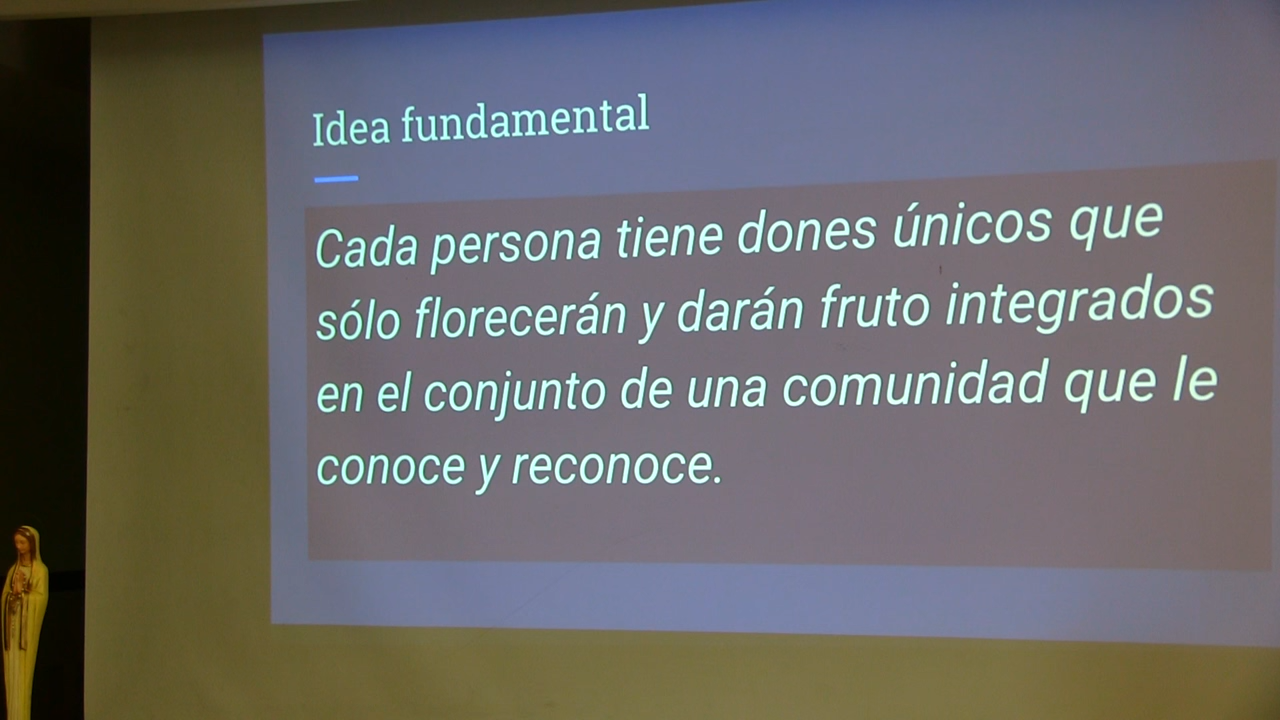 Idea fundamental
Cada persona tiene dones únicos que
sólo florecerán y darán fruto integrados
en el conjunto de una comunidad que le
conoce y reconoce.